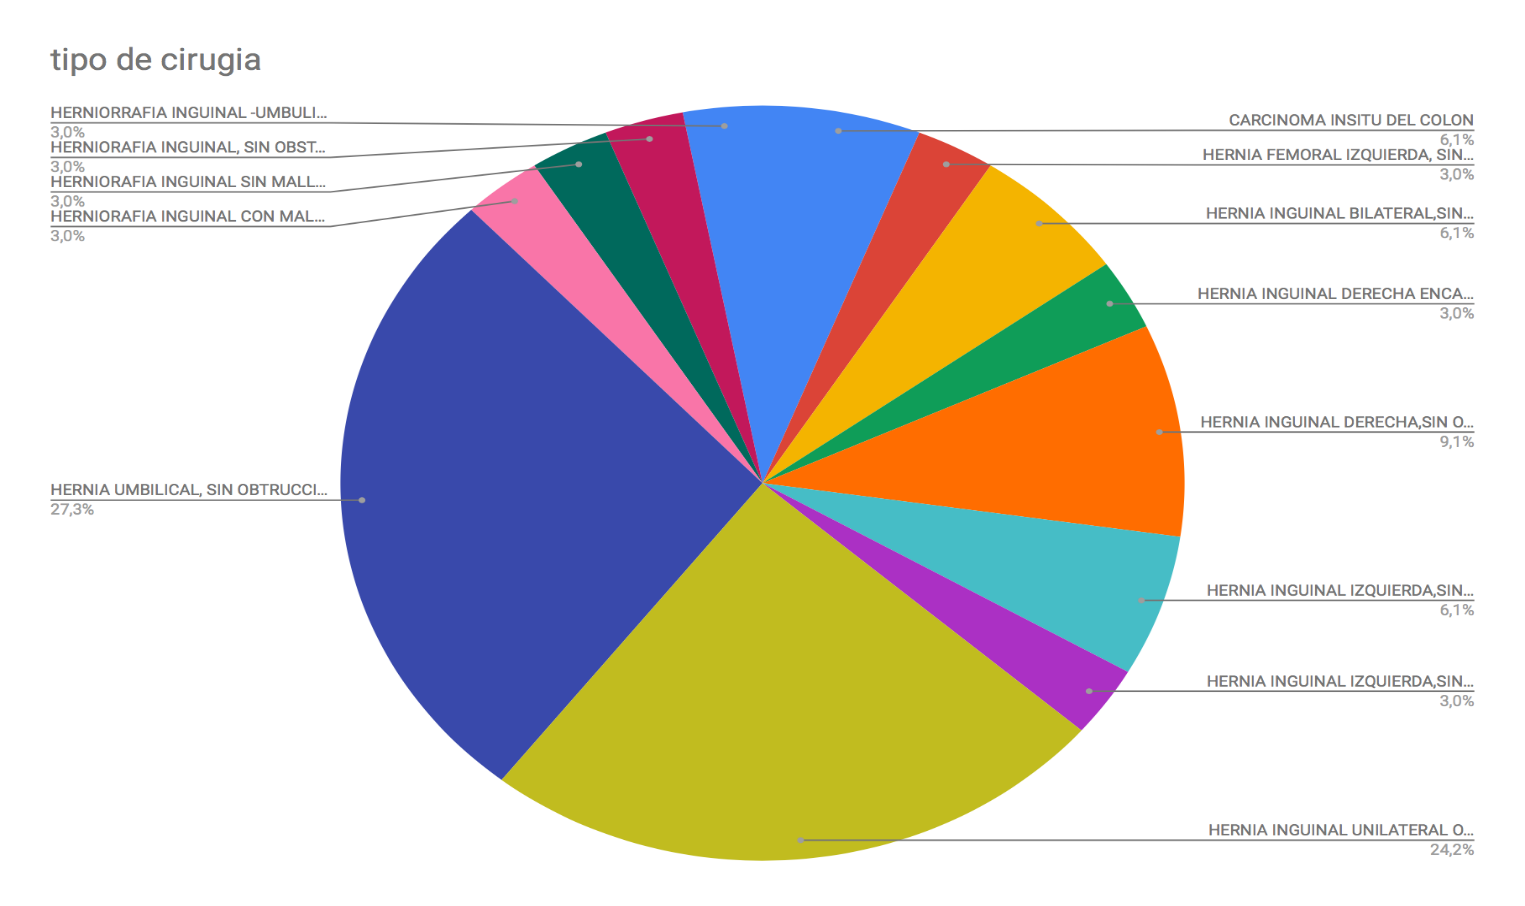 tipo de cirugia
HERNIORRAFIA INGUINAL -UMBULI...
3,0%
HERNIORAFIA INGUINAL, SIN OBST...
3,0%
HERNIORAFIA INGUINAL SIN MALL...
3,0%
HERNIORAFIA INGUINAL CON MAL...
3,0%
HERNIA UMBILICAL, SIN OBTRUCCI...
27,3%
CARCINOMA INSITU DEL COLON
6,1%
HERNIA FEMORAL IZQUIERDA, SIN...
3,0%
HERNIA INGUINAL BILATERAL,SIN...
6,1%
HERNIA INGUINAL DERECHA ENCA...
3,0%
HERNIA INGUINAL DERECHA,SIN O...
9,1%
HERNIA INGUINAL IZQUIERDA,SIN...
6,1%
HERNIA INGUINAL IZQUIERDA,SIN...
3,0%
HERNIA INGUINAL UNILATERAL O...
24,2%